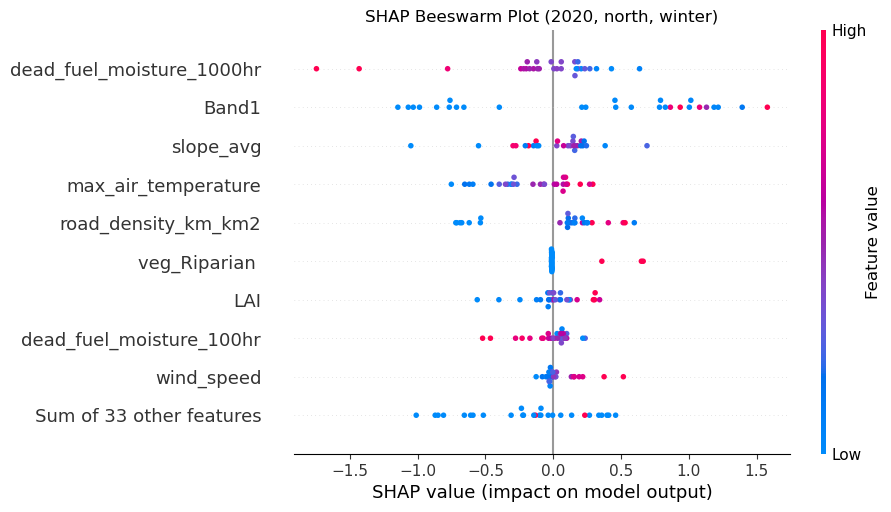 SHAP Beeswarm Plot (2020, north, winter)
High
dead_fuel_moisture_1000hr
Band1
slope_avg
max_air_temperature
road_density_km_km2
veg_Riparian
LAI
dead_fuel_moisture_100hr
wind_speed
Sum of 33 other features
Feature value
Low
−1.5 −1.0 −0.5 0.0 0.5 1.0 1.5
SHAP value (impact on model output)